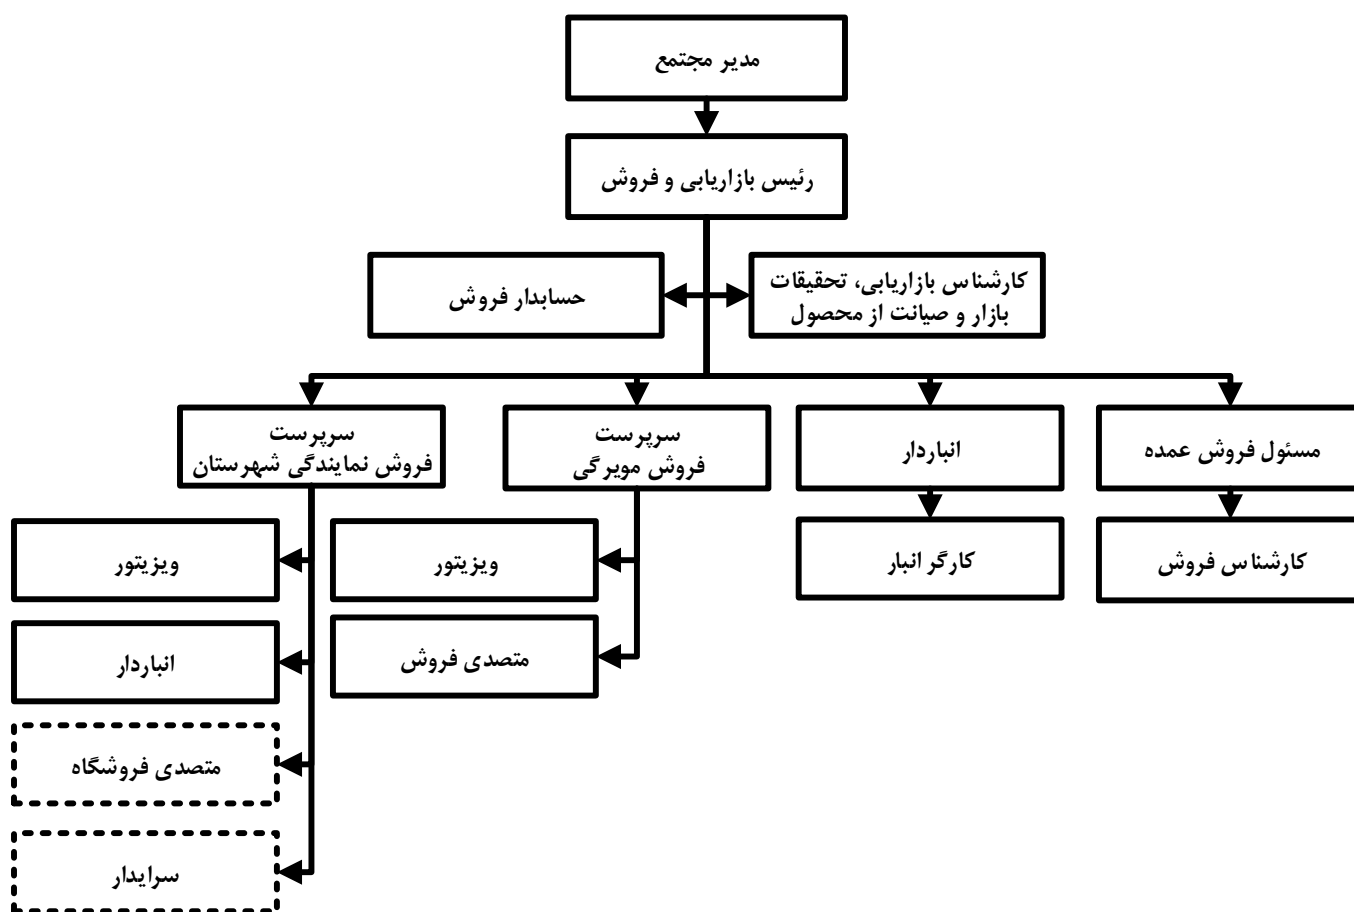 مدیر مجتمع
رئیس بازاریابی و فروش
کارشناس بازاریابی، تحقیقات
بازار و صیانت از محصول
حسابدار فروش
مسئول فروش عمده
انباردار
سرپرست
فروش مویرگی
سرپرست
فروش نمایندگی شهرستان
کارشناس فروش
کارگر انبار
ویزیتور
ویزیتور
متصدی فروش
انباردار
متصدی فروشگاه
سرایدار